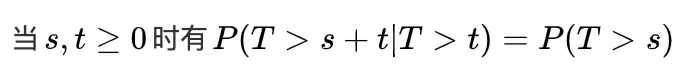 当 s, t ≥ 0 时有 P(T > s + t|T > t) = P(T > s)